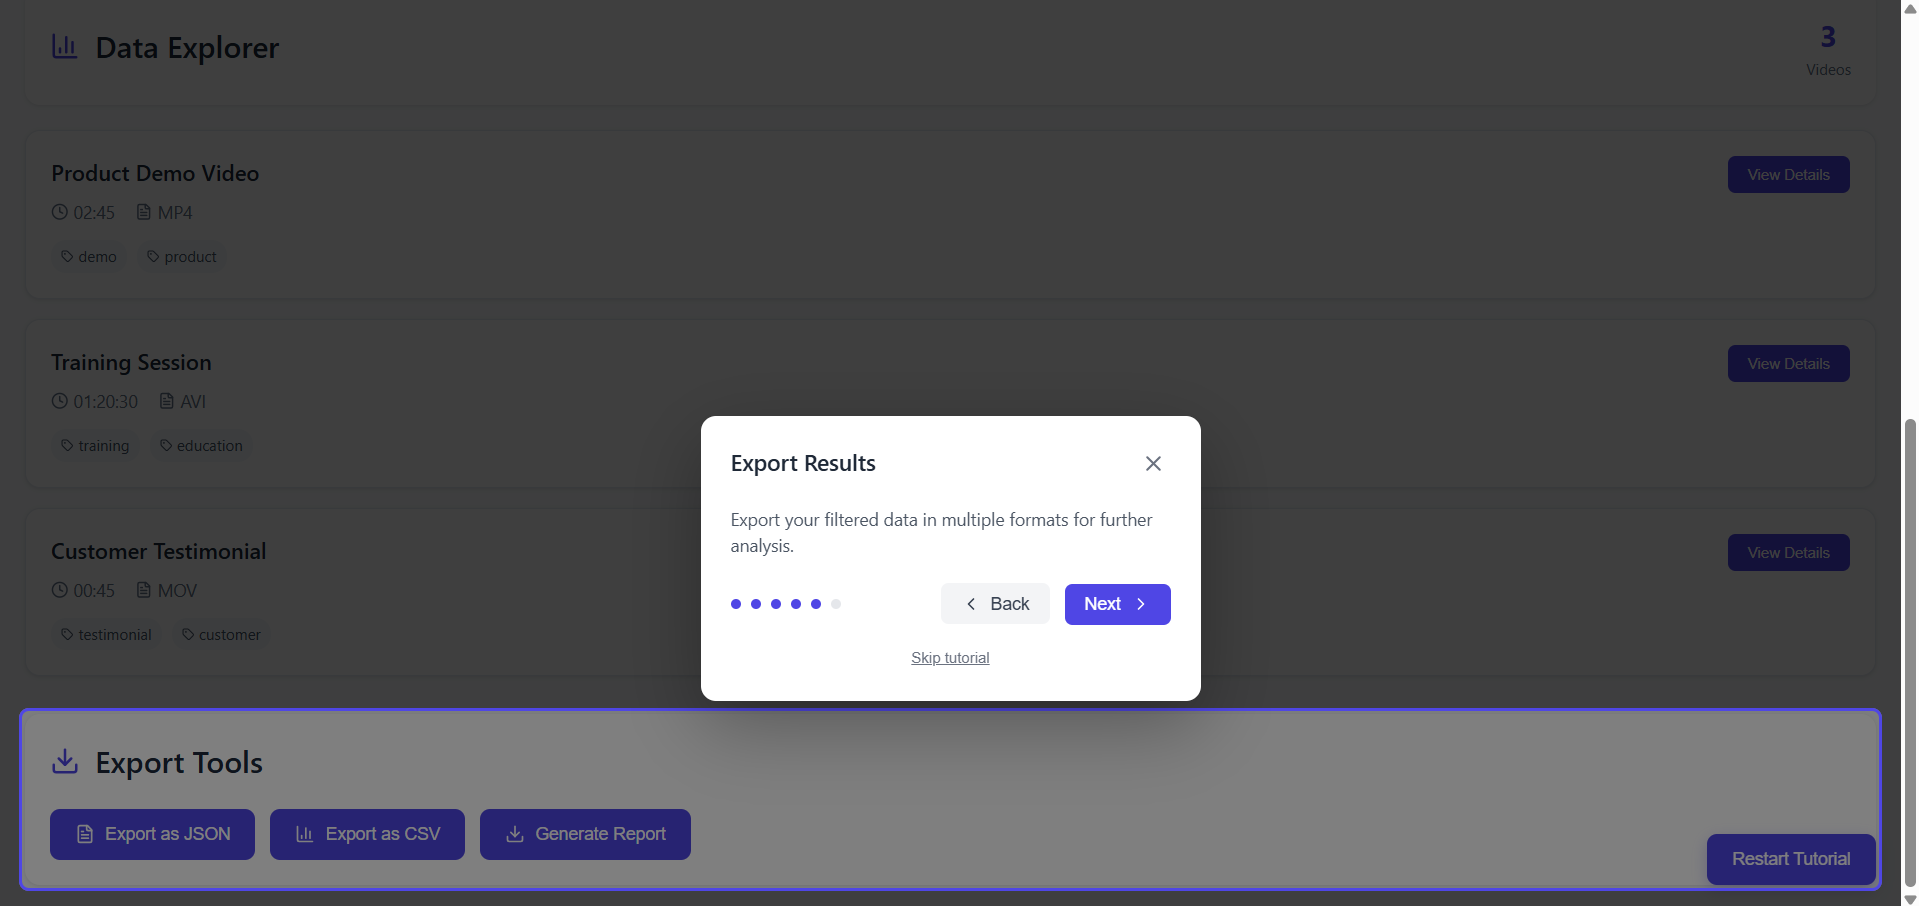 Data Explorer
3
Videos
Product Demo Video
View Details
02:45 MP4
demo product
Training Session
View Details
01:20:30 AVI
training education
Customer Testimonial
View Details
00:45 MOV
testimonial customer
Export Results
Export your filtered data in multiple formats for further
analysis.
Back Next
Skip tutorial
Export Tools
Export as JSON Export as CSV Generate Report
Restart Tutorial